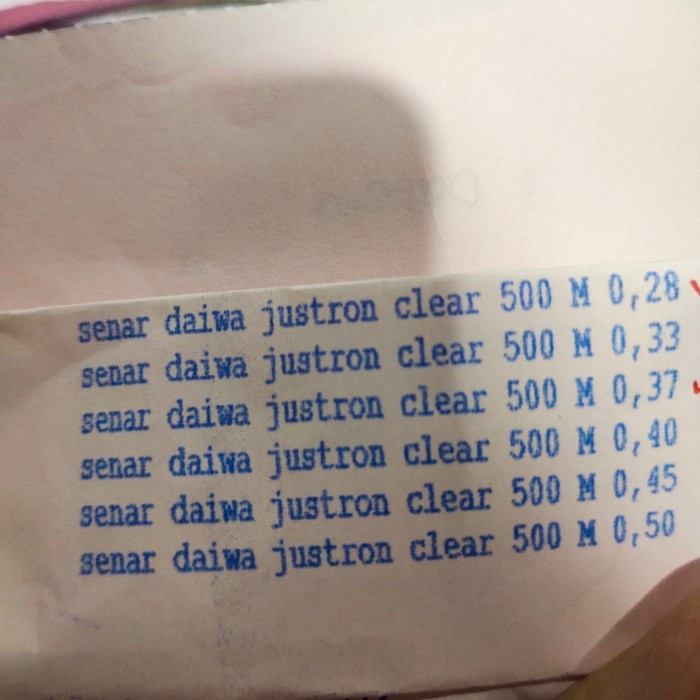 senar daiwa justron clear 500 M 0,28
senar daiwa justron clear 500 M 0,33
senar daiwa justron clear 500 M 0,37
senar daiwa justron clear 500 M 0,40
senar daiwa justron clear 500 M 0,45
senar daiwa justron clear 500 M 0,50